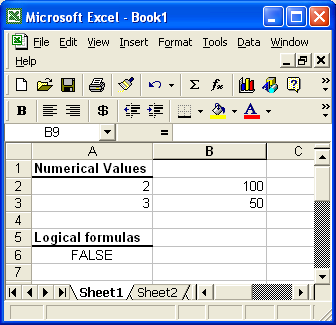 Microsoft Excel - Book1
File Edit View Insert Format Tools Data Window
Help
Σ fx
B $ A
B9 =
A B C
1 Numerical Values
2 2 100
3 3 50
4
5 Logical formulas
6 FALSE
7
Sheet1 Sheet2